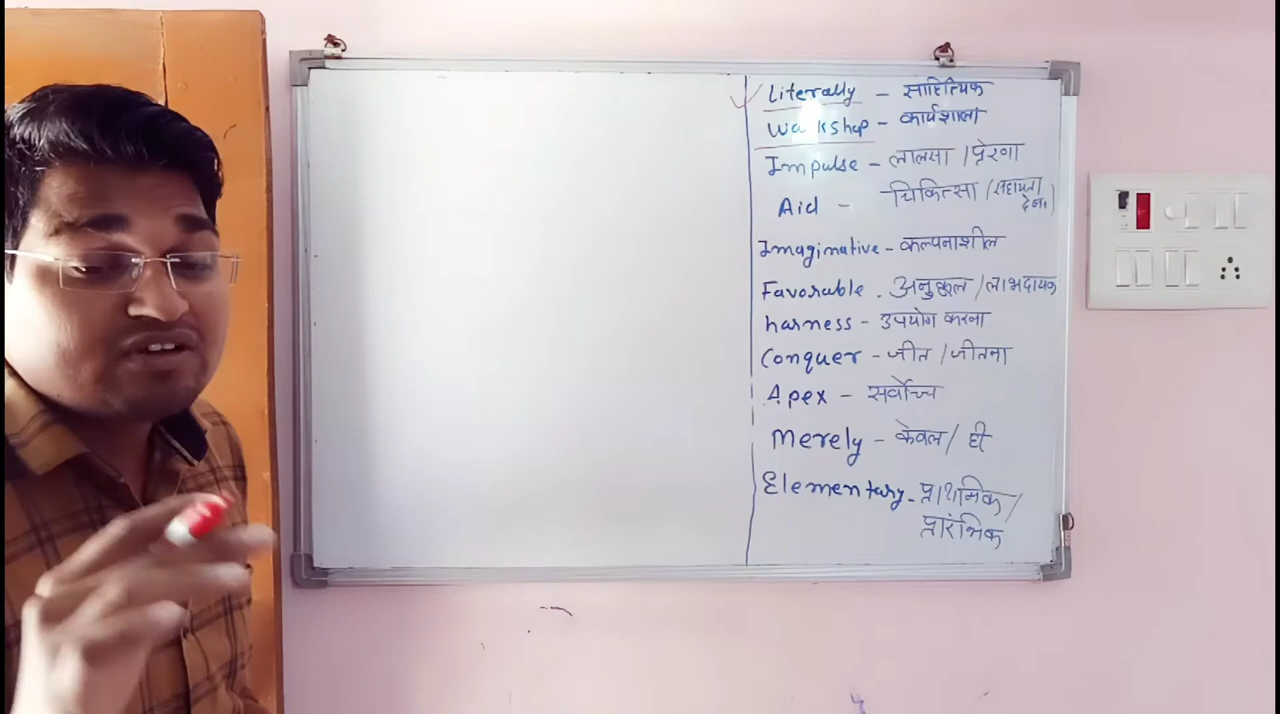 Literally - साहित्यिक
Workshop - कार्यशाला
Impulse - लालसा / प्रेरणा
Aid - चिकित्सा / (सहायता देना)
Imaginative - कल्पनाशील
Favorable . अनुकूल / लाभदायक
harness - उपयोग करना
Conquer - जीत / जीतना
Apex - सर्वोच्च
Merely - केवल / ही
Elementary - प्राथमिक /
प्रारंभिक